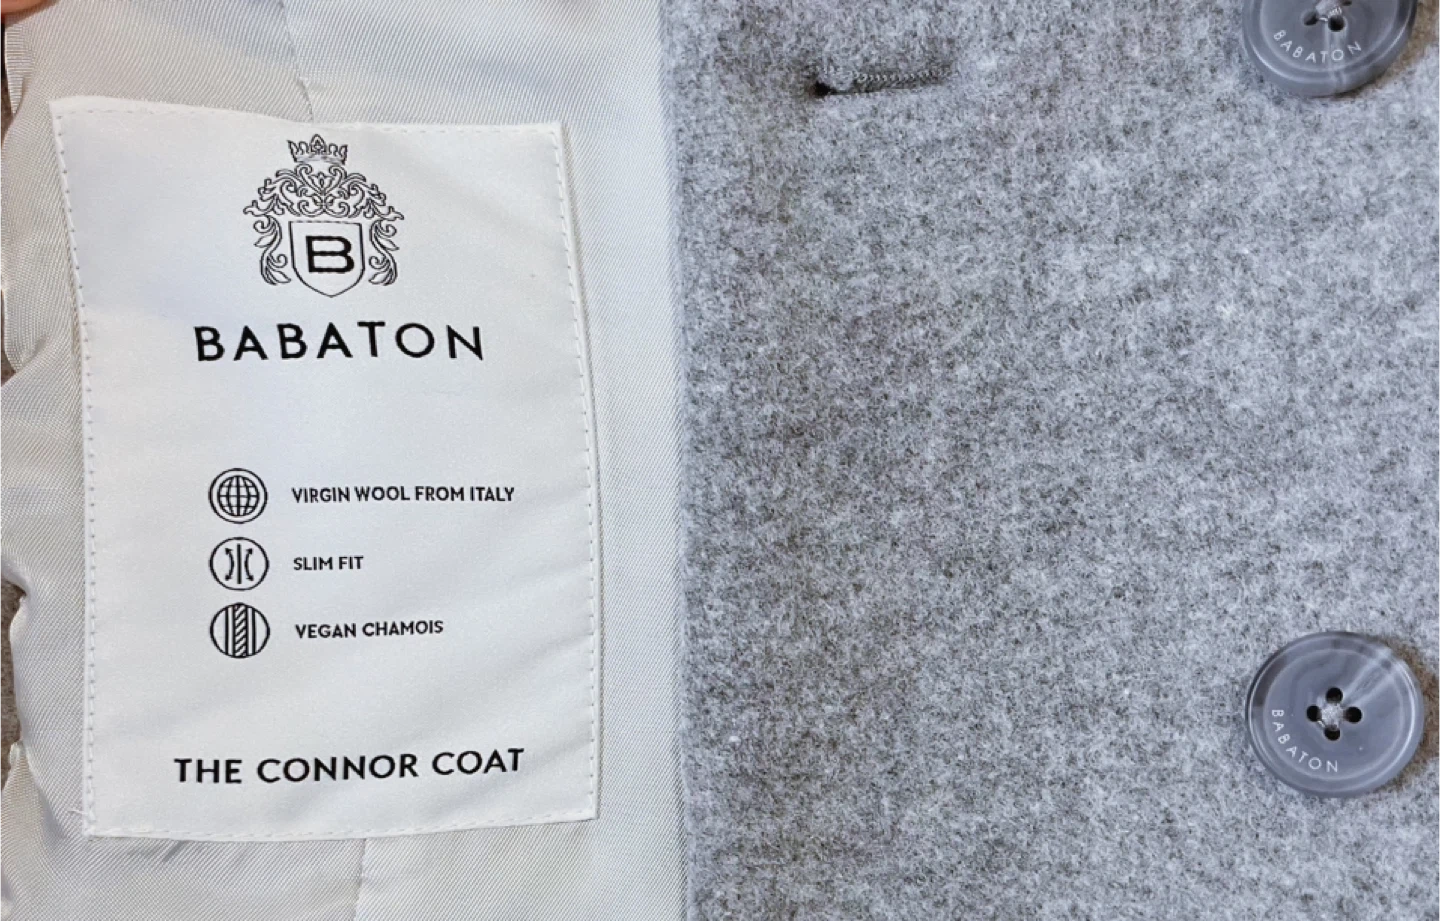 B
BABATON
VIRGIN WOOL FROM ITALY
SLIM FIT
VEGAN CHAMOIS
THE CONNOR COAT
BABATON
BABATON